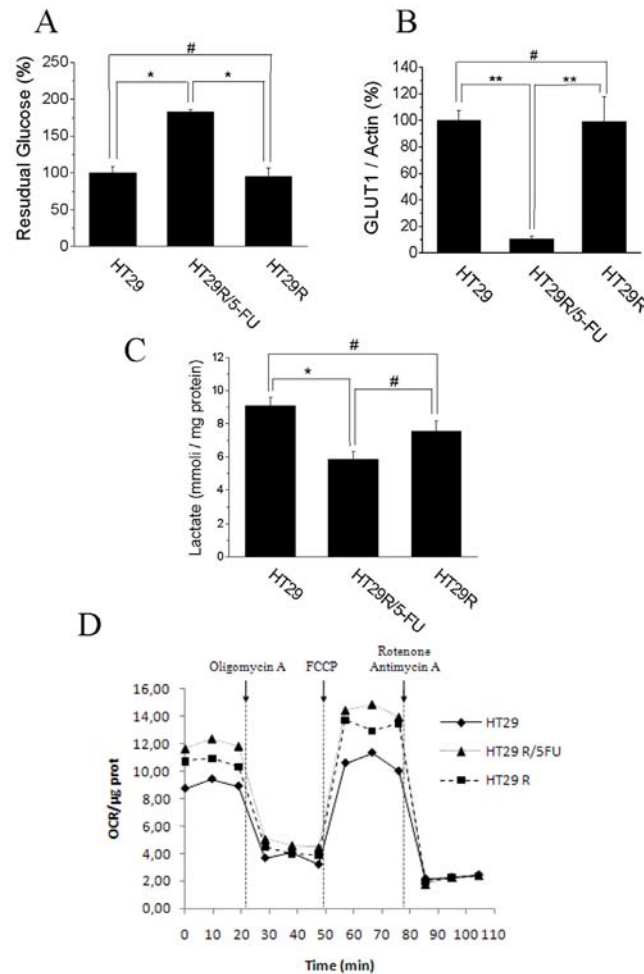 A
#
*
*
Resudual Glucose (%)
250
200
150
100
50
0
HT29
HT29R/5-FU
HT29R
B
#
**
**
GLUT1 / Actin (%)
140
120
100
80
60
40
20
0
HT29
HT29R/5-FU
HT29R
C
#
*
#
Lactate (mmoli / mg protein)
12
10
8
6
4
2
0
HT29
HT29R/5-FU
HT29R
D
Oligomycin A
FCCP
Rotenone
Antimycin A
OCR/µg prot
16,00
14,00
12,00
10,00
8,00
6,00
4,00
2,00
0,00
0 10 20 30 40 50 60 70 80 90 100 110
Time (min)
HT29
HT29 R/5FU
HT29 R